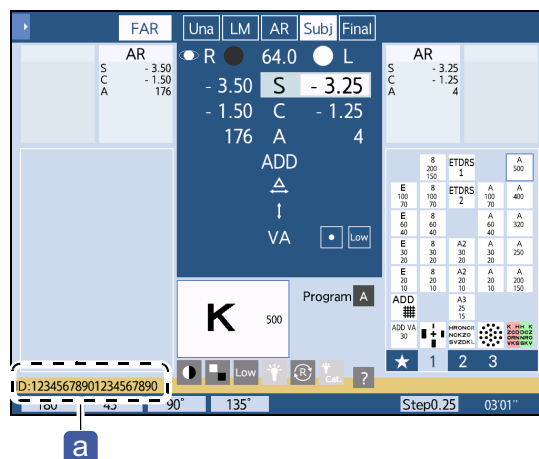 FAR
Una LM AR Subj Final
AR
S - 3.50
C - 1.50
A 176
R 64.0 L
- 3.50 S - 3.25
- 1.50 C - 1.25
176 A 4
ADD
VA Low
AR
S - 3.25
C - 1.25
A 4
8 200 150 ETDRS 1 A 500
E 100 70 8 100 70 ETDRS 2 A 100 70 A 400
E 60 40 8 60 40 A 60 40 A 320
E 30 20 8 30 20 A2 30 20 A 30 20 A 250
E 20 10 8 20 10 A2 20 10 A 20 10 A 200 150
ADD A3 25 15
ADD VA 30 HRONCR NCKZO SVZDKL
★ 1 2 3
K 500
Program A
Low R Cat. ?
ID:12345678901234567890
180° 45° 90° 135° Step0.25 03'01"
a